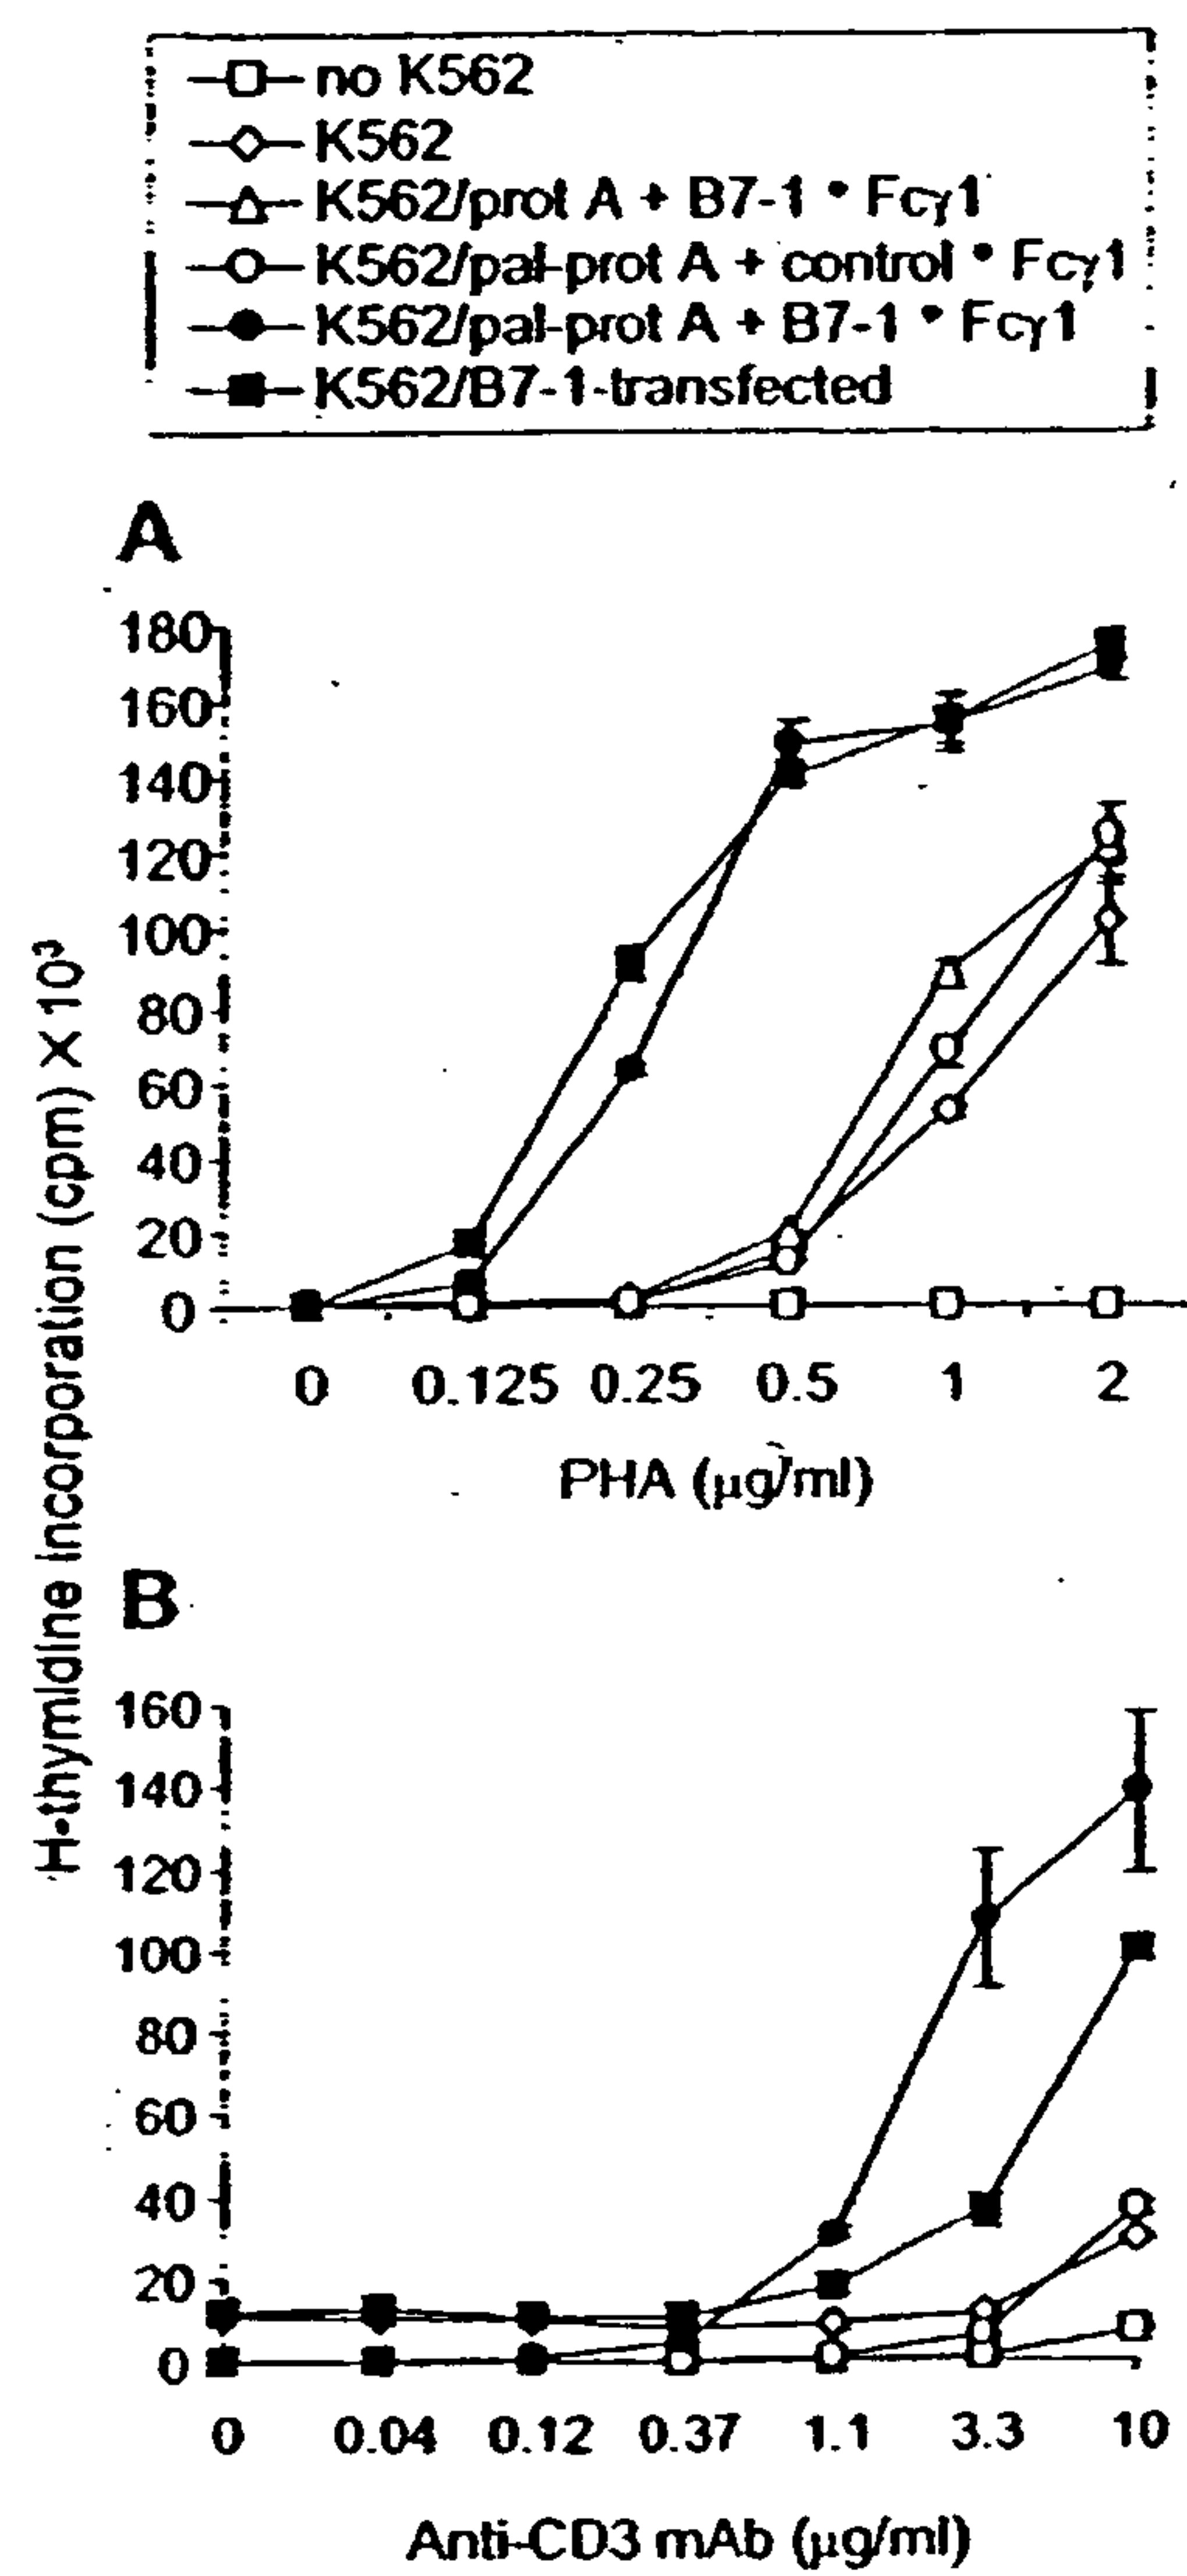 no K562
K562
K562/prot A + B7-1 • Fcγ1
K562/pal-prot A + control • Fcγ1
K562/pal-prot A + B7-1 • Fcγ1
K562/B7-1-transfected
A
H•thymidine incorporation (cpm) X 10³
180
160
140
120
100
80
60
40
20
0
0 0.125 0.25 0.5 1 2
PHA (μg/ml)
B
160
140
120
100
80
60
40
20
0
0 0.04 0.12 0.37 1.1 3.3 10
Anti-CD3 mAb (μg/ml)